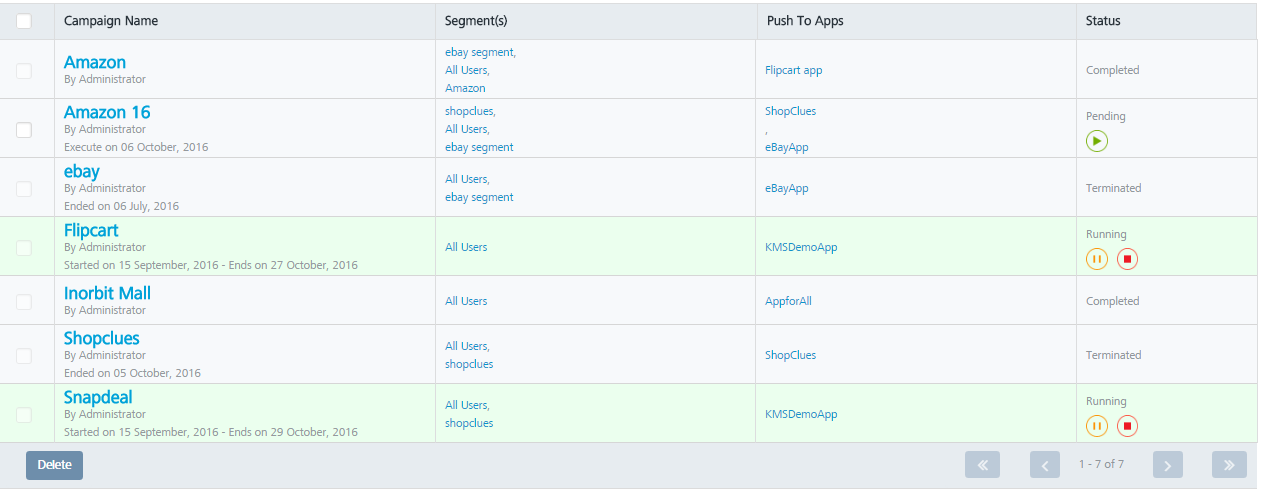 Campaign Name Segment(s) Push To Apps Status
Amazon
By Administrator
ebay segment,
All Users,
Amazon
Flipcart app
Completed
Amazon 16
By Administrator
Execute on 06 October, 2016
shopclues,
All Users,
ebay segment
ShopClues
,
eBayApp
Pending
ebay
By Administrator
Ended on 06 July, 2016
All Users,
ebay segment
eBayApp
Terminated
Flipcart
By Administrator
Started on 15 September, 2016 - Ends on 27 October, 2016
All Users
KMSDemoApp
Running
Inorbit Mall
By Administrator
All Users
AppforAll
Completed
Shopclues
By Administrator
Ended on 05 October, 2016
All Users,
shopclues
ShopClues
Terminated
Snapdeal
By Administrator
Started on 15 September, 2016 - Ends on 29 October, 2016
All Users,
shopclues
KMSDemoApp
Running
Delete
1 - 7 of 7